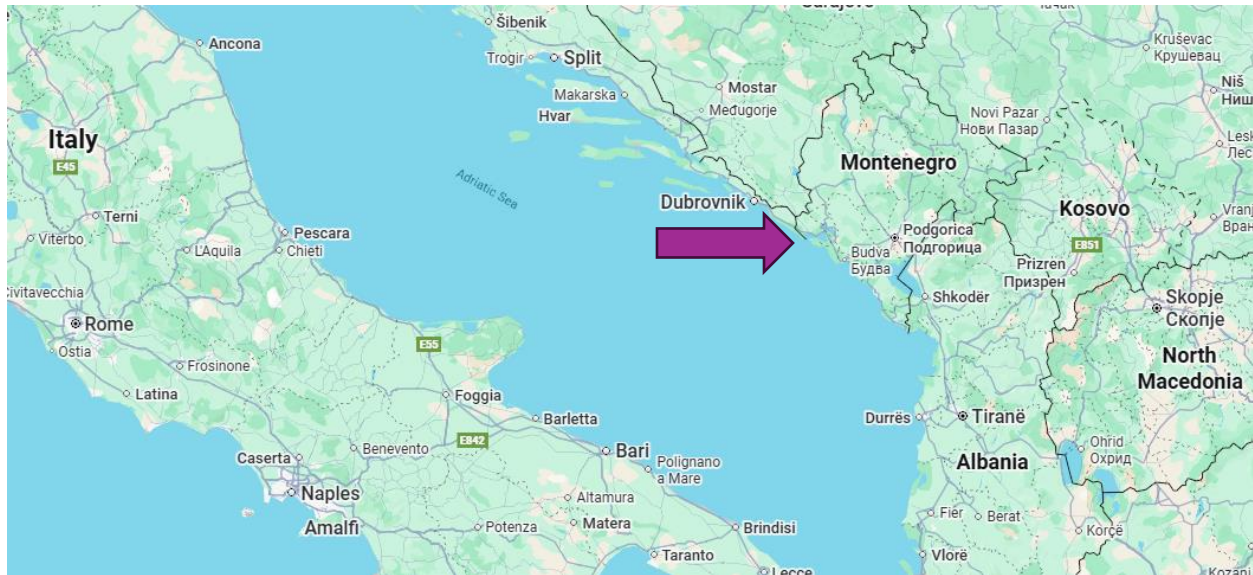 Šibenik
Ancona
Trogir
Split
Kruševac
Крушевац
Makarska
Mostar
Niš
Hvar
Međugorje
Novi Pazar
Нови Пазар
Italy
E45
Montenegro
Adriatic Sea
Dubrovnik
Kosovo
Terni
Viterbo
L'Aquila
Pescara
Chieti
Podgorica
Подгорица
E851
Budva
Будва
Prizren
Призрен
Civitavecchia
Shkodër
Skopje
Скопје
Rome
Ostia
Frosinone
E55
North
Macedonia
Latina
Foggia
Barletta
Durrës
Tiranë
E842
Benevento
Bari
Caserta
Polignano
a Mare
Ohrid
Охрид
Albania
Naples
Altamura
Amalfi
Potenza
Matera
Brindisi
Fier
Berat
Korçë
Taranto
Vlorë
Lecce